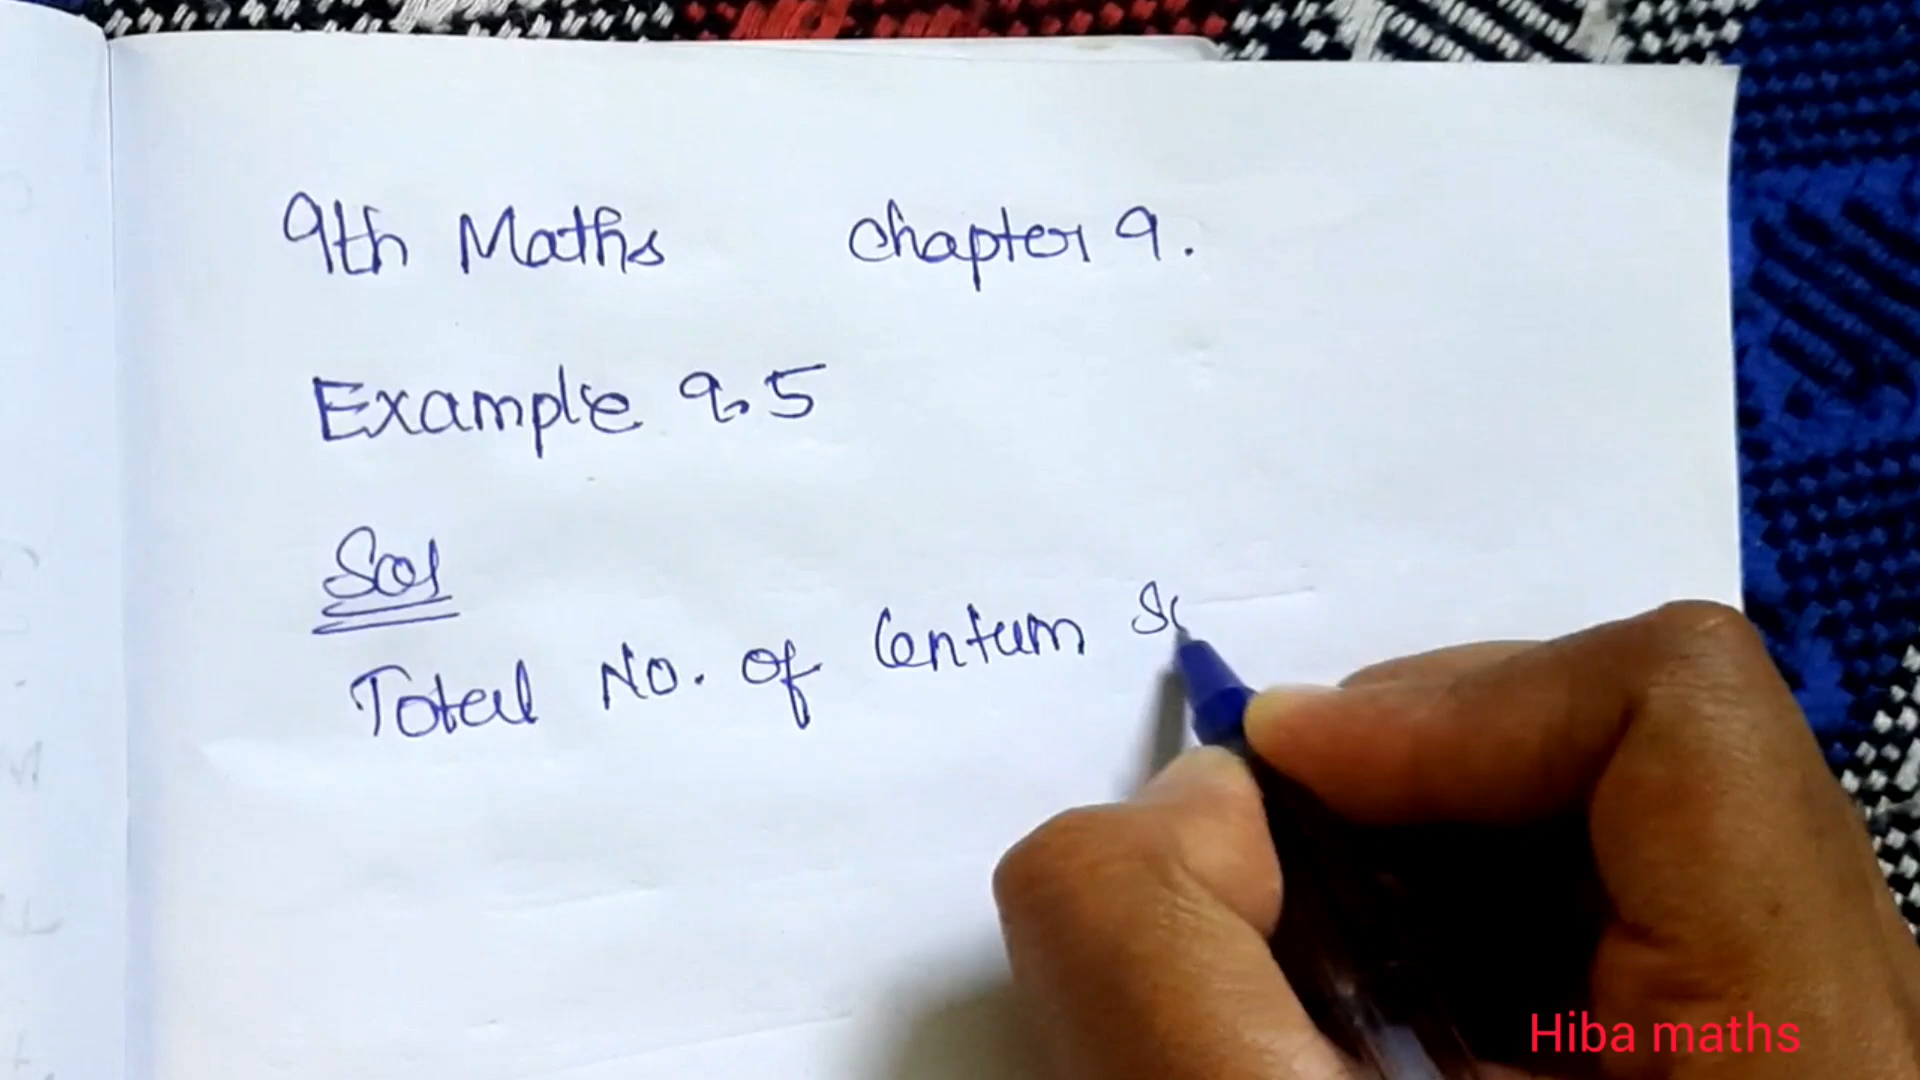 9th Maths Chapter 9.
Example 9.5
Sol
Total No. of Centum
Hiba maths